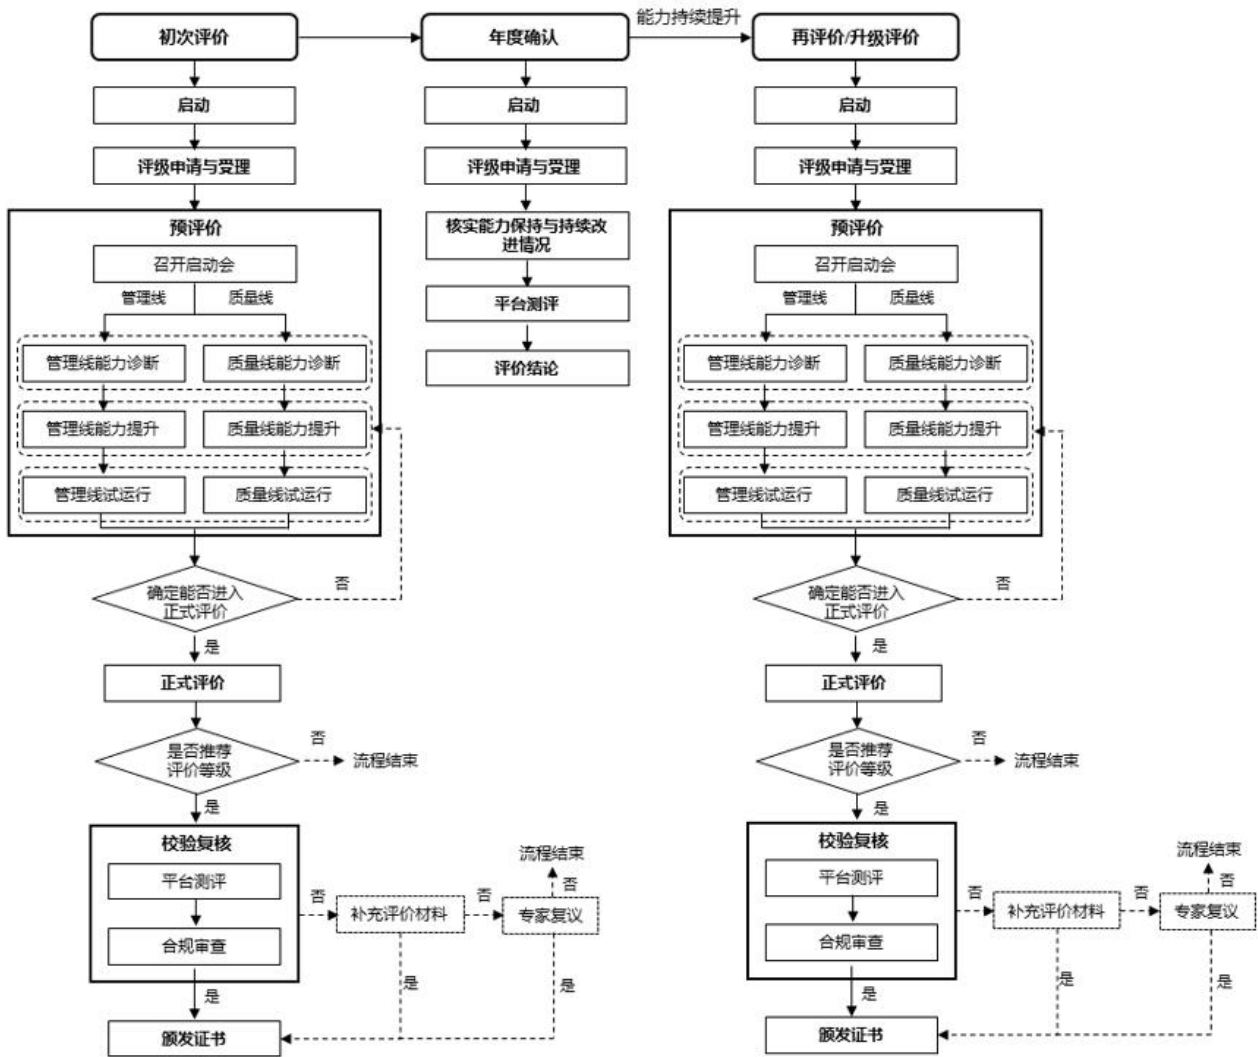 能力持续提升
初次评价
年度确认
再评价/升级评价
启动
启动
启动
评级申请与受理
评级申请与受理
评级申请与受理
预评价
召开启动会
管理线
质量线
管理线能力诊断
质量线能力诊断
管理线能力提升
质量线能力提升
管理线试运行
质量线试运行
确定能否进入
正式评价
否
是
正式评价
是否推荐
评价等级
否
流程结束
是
校验复核
平台测评
合规审查
否
补充评价材料
否
专家复议
否
流程结束
是
是
是
颁发证书
核实能力保持与持续改
进情况
平台测评
评价结论
预评价
召开启动会
管理线
质量线
管理线能力诊断
质量线能力诊断
管理线能力提升
质量线能力提升
管理线试运行
质量线试运行
确定能否进入
正式评价
否
是
正式评价
是否推荐
评价等级
否
流程结束
是
校验复核
平台测评
合规审查
否
补充评价材料
否
专家复议
否
流程结束
是
是
是
颁发证书